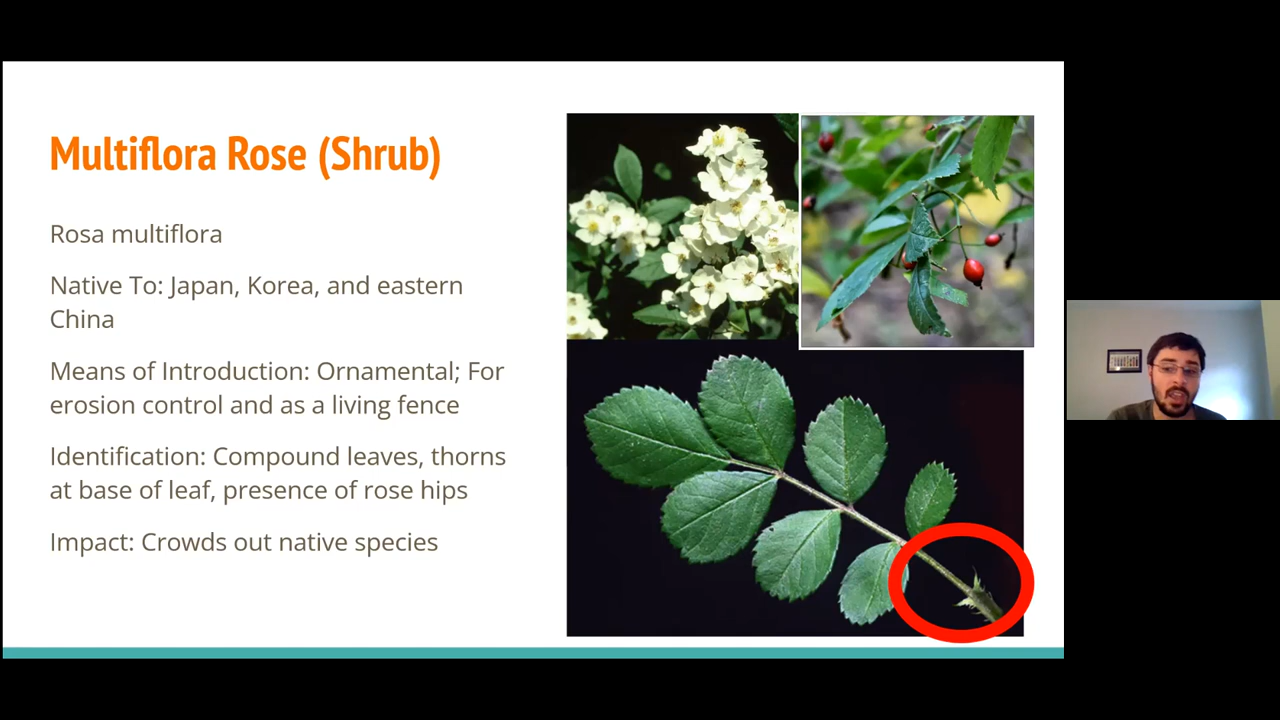 Multiflora Rose (Shrub)
Rosa multiflora
Native To: Japan, Korea, and eastern
China
Means of Introduction: Ornamental; For
erosion control and as a living fence
Identification: Compound leaves, thorns
at base of leaf, presence of rose hips
Impact: Crowds out native species